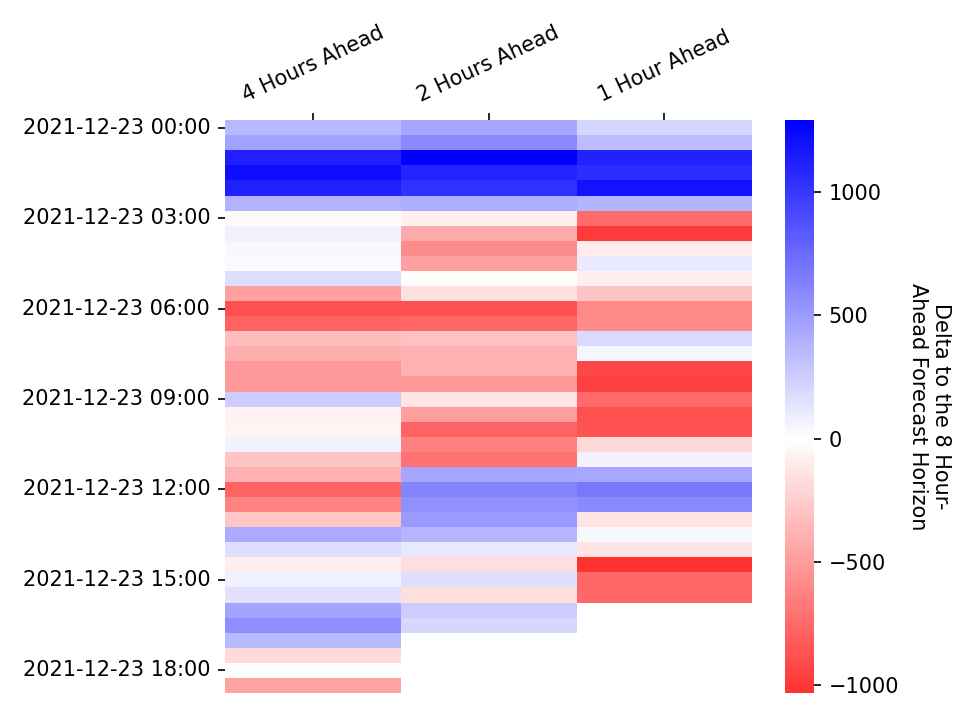 4 Hours Ahead
2 Hours Ahead
1 Hour Ahead
2021-12-23 00:00
2021-12-23 03:00
2021-12-23 06:00
2021-12-23 09:00
2021-12-23 12:00
2021-12-23 15:00
2021-12-23 18:00
1000
500
0
−500
−1000
Delta to the 8 Hour-
Ahead Forecast Horizon